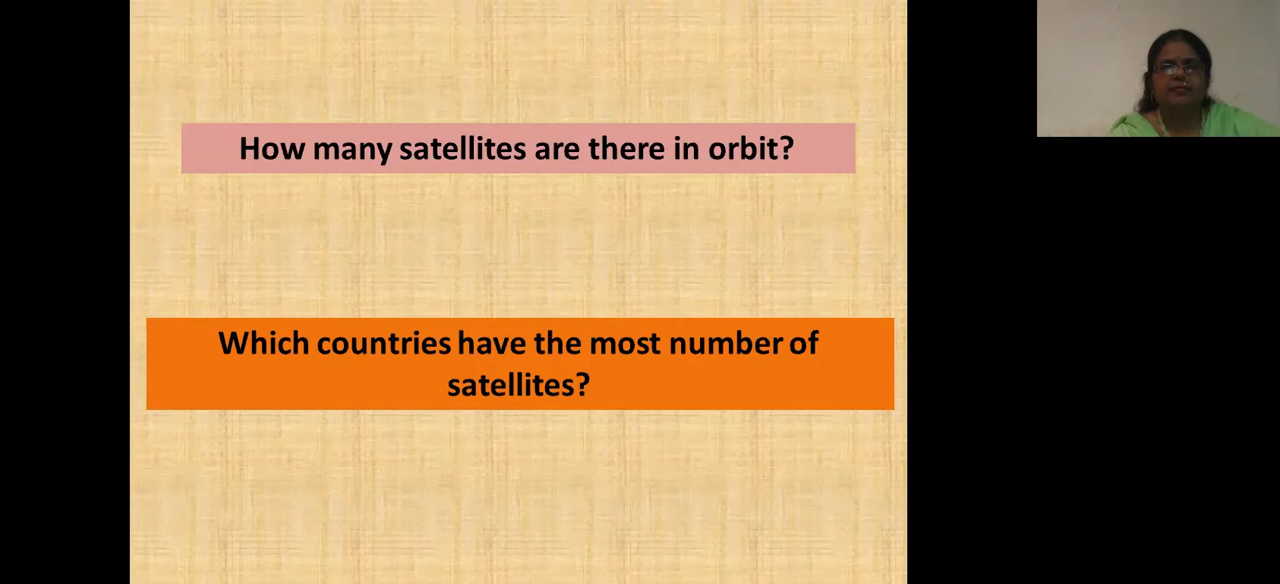 How many satellites are there in orbit?
Which countries have the most number of
satellites?